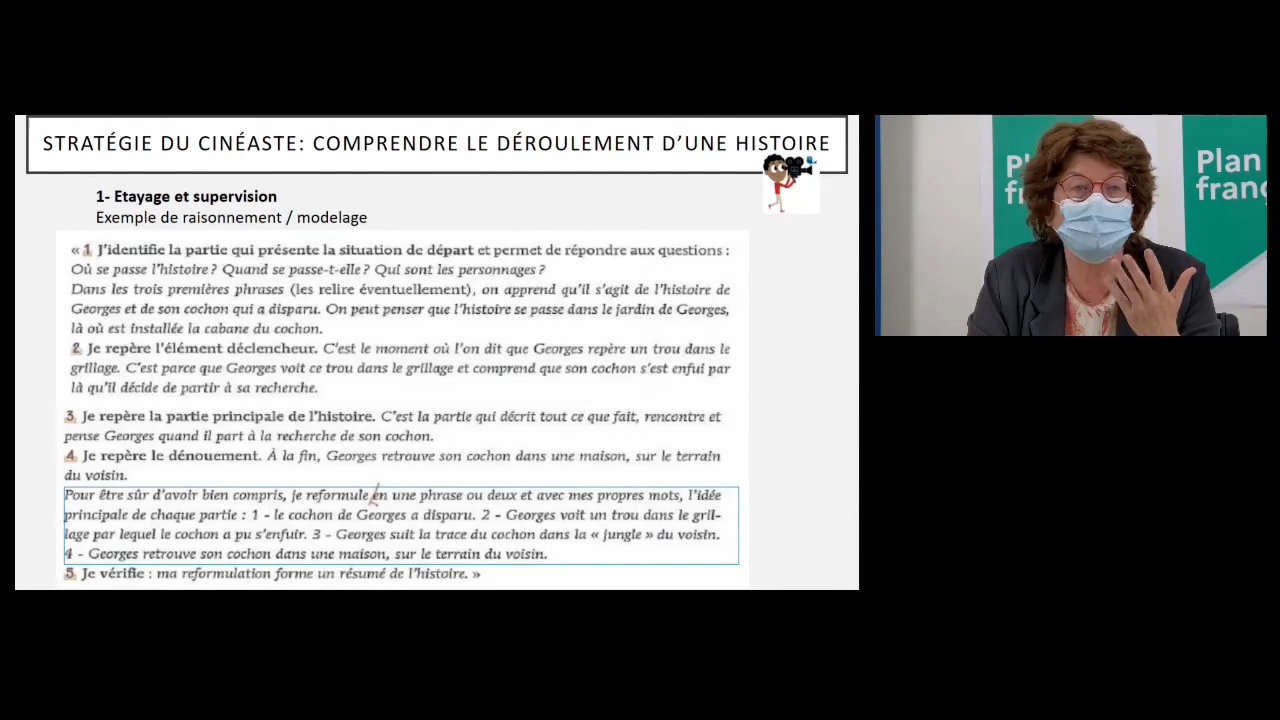 STRATÉGIE DU CINÉASTE: COMPRENDRE LE DÉROULEMENT D’UNE HISTOIRE
1- Etayage et supervision
Exemple de raisonnement / modelage
« 1 J’identifie la partie qui présente la situation de départ et permet de répondre aux questions :
Où se passe l’histoire ? Quand se passe-t-elle ? Qui sont les personnages ?
Dans les trois premières phrases (les relire éventuellement), on apprend qu’il s’agit de l’histoire de
Georges et de son cochon qui a disparu. On peut penser que l’histoire se passe dans le jardin de Georges,
là où est installée la cabane du cochon.
2 Je repère l’élément déclencheur. C’est le moment où l’on dit que Georges repère un trou dans le
grillage. C’est parce que Georges voit ce trou dans le grillage et comprend que son cochon s’est enfui par
là qu’il décide de partir à sa recherche.
3 Je repère la partie principale de l’histoire. C’est la partie qui décrit tout ce que fait, rencontre et
pense Georges quand il part à la recherche de son cochon.
4 Je repère le dénouement. À la fin, Georges retrouve son cochon dans une maison, sur le terrain
du voisin.
Pour être sûr d’avoir bien compris, je reformule en une phrase ou deux et avec mes propres mots, l’idée
principale de chaque partie : 1 - le cochon de Georges a disparu. 2 - Georges voit un trou dans le gril-
lage par lequel le cochon a pu s’enfuir. 3 - Georges suit la trace du cochon dans la « jungle » du voisin.
4 - Georges retrouve son cochon dans une maison, sur le terrain du voisin.
5 Je vérifie : ma reformulation forme un résumé de l’histoire. »
Plan
franç